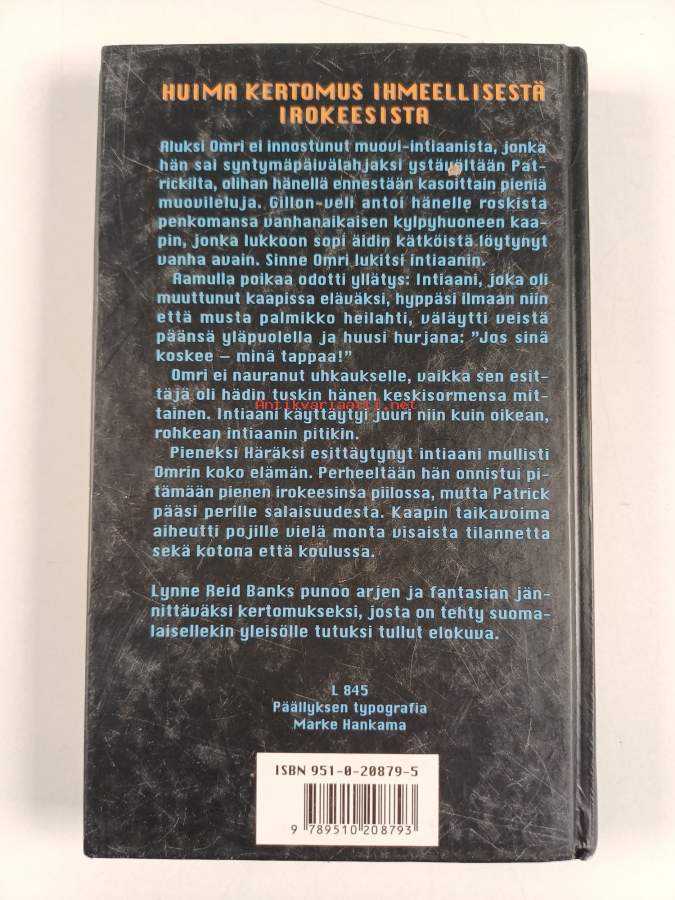 HUIMA KERTOMUS IHMEELLISESTÄ
IROKEESISTA
Aluksi Omri ei innostunut muovi-intiaanista, jonka
hän sai syntymäpäivälahjaksi ystävältään Pat-
rickilta, olihan hänellä ennestään kasoittain pieniä
muovileluja. Gillon-veli antoi hänelle roskista
penkomansa vanhanaikaisen kylpyhuoneen kaa-
pin, jonka lukkoon sopi äidin kätköistä löytynyt
vanha avain. Sinne Omri lukitsi intiaanin.
Aamulla poikaa odotti yllätys: Intiaani, joka oli
muuttunut kaapissa eläväksi, hyppäsi ilmaan niin
että musta palmikko heilahti, väläytti veistä
päänsä yläpuolella ja huusi hurjana: "Jos sinä
koskee – minä tappaa!"
Omri ei nauranut uhkaukselle, vaikka sen esit-
täjä oli hädin tuskin hänen keskisormensa mit-
tainen. Intiaani käyttäytyi juuri niin kuin oikean,
rohkean intiaanin pitikin.
Pieneksi Häräksi esittäytynyt intiaani mullisti
Omrin koko elämän. Perheeltään hän onnistui pi-
tämään pienen irokeesinsa piilossa, mutta Patrick
pääsi perille salaisuudesta. Kaapin taikavoima
aiheutti pojille vielä monta visaista tilannetta
sekä kotona että koulussa.
Lynne Reid Banks punoo arjen ja fantasian jän-
nittäväksi kertomukseksi, josta on tehty suoma-
laisellekin yleisölle tutuksi tullut elokuva.
L 845
Päällyksen typografia
Marke Hankama
ISBN 951-0-20879-5
9 789510 208793
Antikvariaatti.net